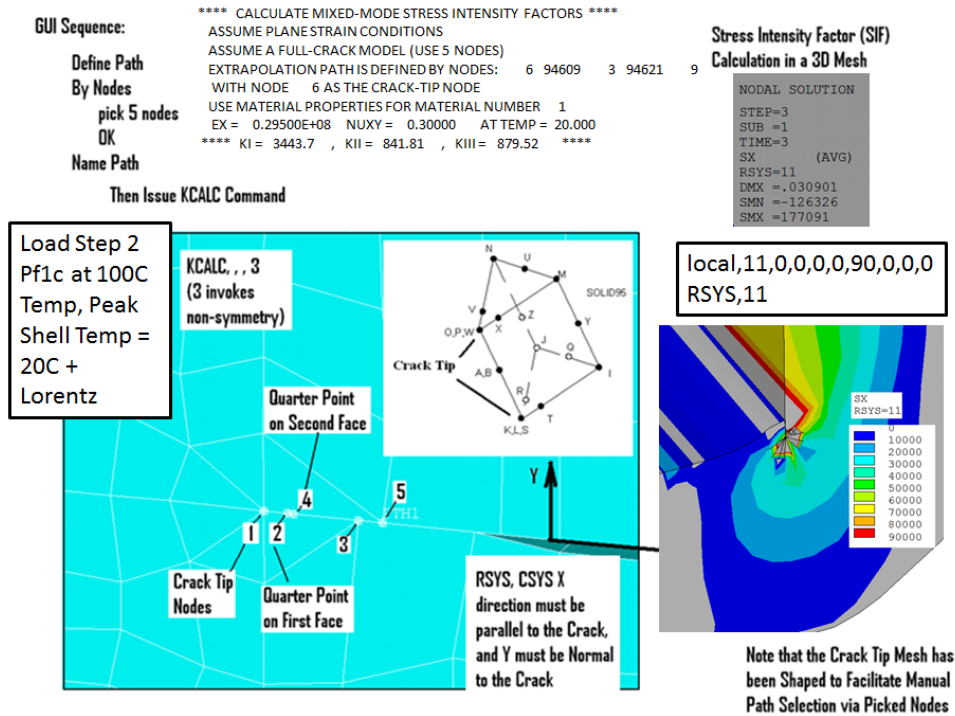 GUI Sequence:
Define Path
By Nodes
pick 5 nodes
OK
Name Path
Then Issue KCALC Command
**** CALCULATE MIXED-MODE STRESS INTENSITY FACTORS ****
ASSUME PLANE STRAIN CONDITIONS
ASSUME A FULL-CRACK MODEL (USE 5 NODES)
EXTRAPOLATION PATH IS DEFINED BY NODES: 6 94609 3 94621 9
WITH NODE 6 AS THE CRACK-TIP NODE
USE MATERIAL PROPERTIES FOR MATERIAL NUMBER 1
EX = 0.29500E+08 NUXY = 0.30000 AT TEMP = 20.000
**** KI = 3443.7 , KII = 841.81 , KIII = 879.52 ****
Stress Intensity Factor (SIF)
Calculation in a 3D Mesh
NODAL SOLUTION
STEP=3
SUB =1
TIME=3
SX (AVG)
RSYS=11
DMX =.030901
SMN =-126326
SMX =177091
Load Step 2
Pf1c at 100C
Temp, Peak
Shell Temp =
20C +
Lorentz
KCALC, , , 3
(3 invokes
non-symmetry)
N
U
M
SOLID95
V
Z
X
O,P,W
Y
J
Q
Crack Tip
A,B
I
R
T
K,L,S
Quarter Point
on Second Face
Y
4
5
TH1
1
2
3
Crack Tip
Nodes
Quarter Point
on First Face
RSYS, CSYS X
direction must be
parallel to the Crack,
and Y must be Normal
to the Crack
local,11,0,0,0,0,90,0,0,0
RSYS,11
SX
RSYS=11
0
10000
20000
30000
40000
50000
60000
70000
80000
90000
Note that the Crack Tip Mesh has
been Shaped to Facilitate Manual
Path Selection via Picked Nodes